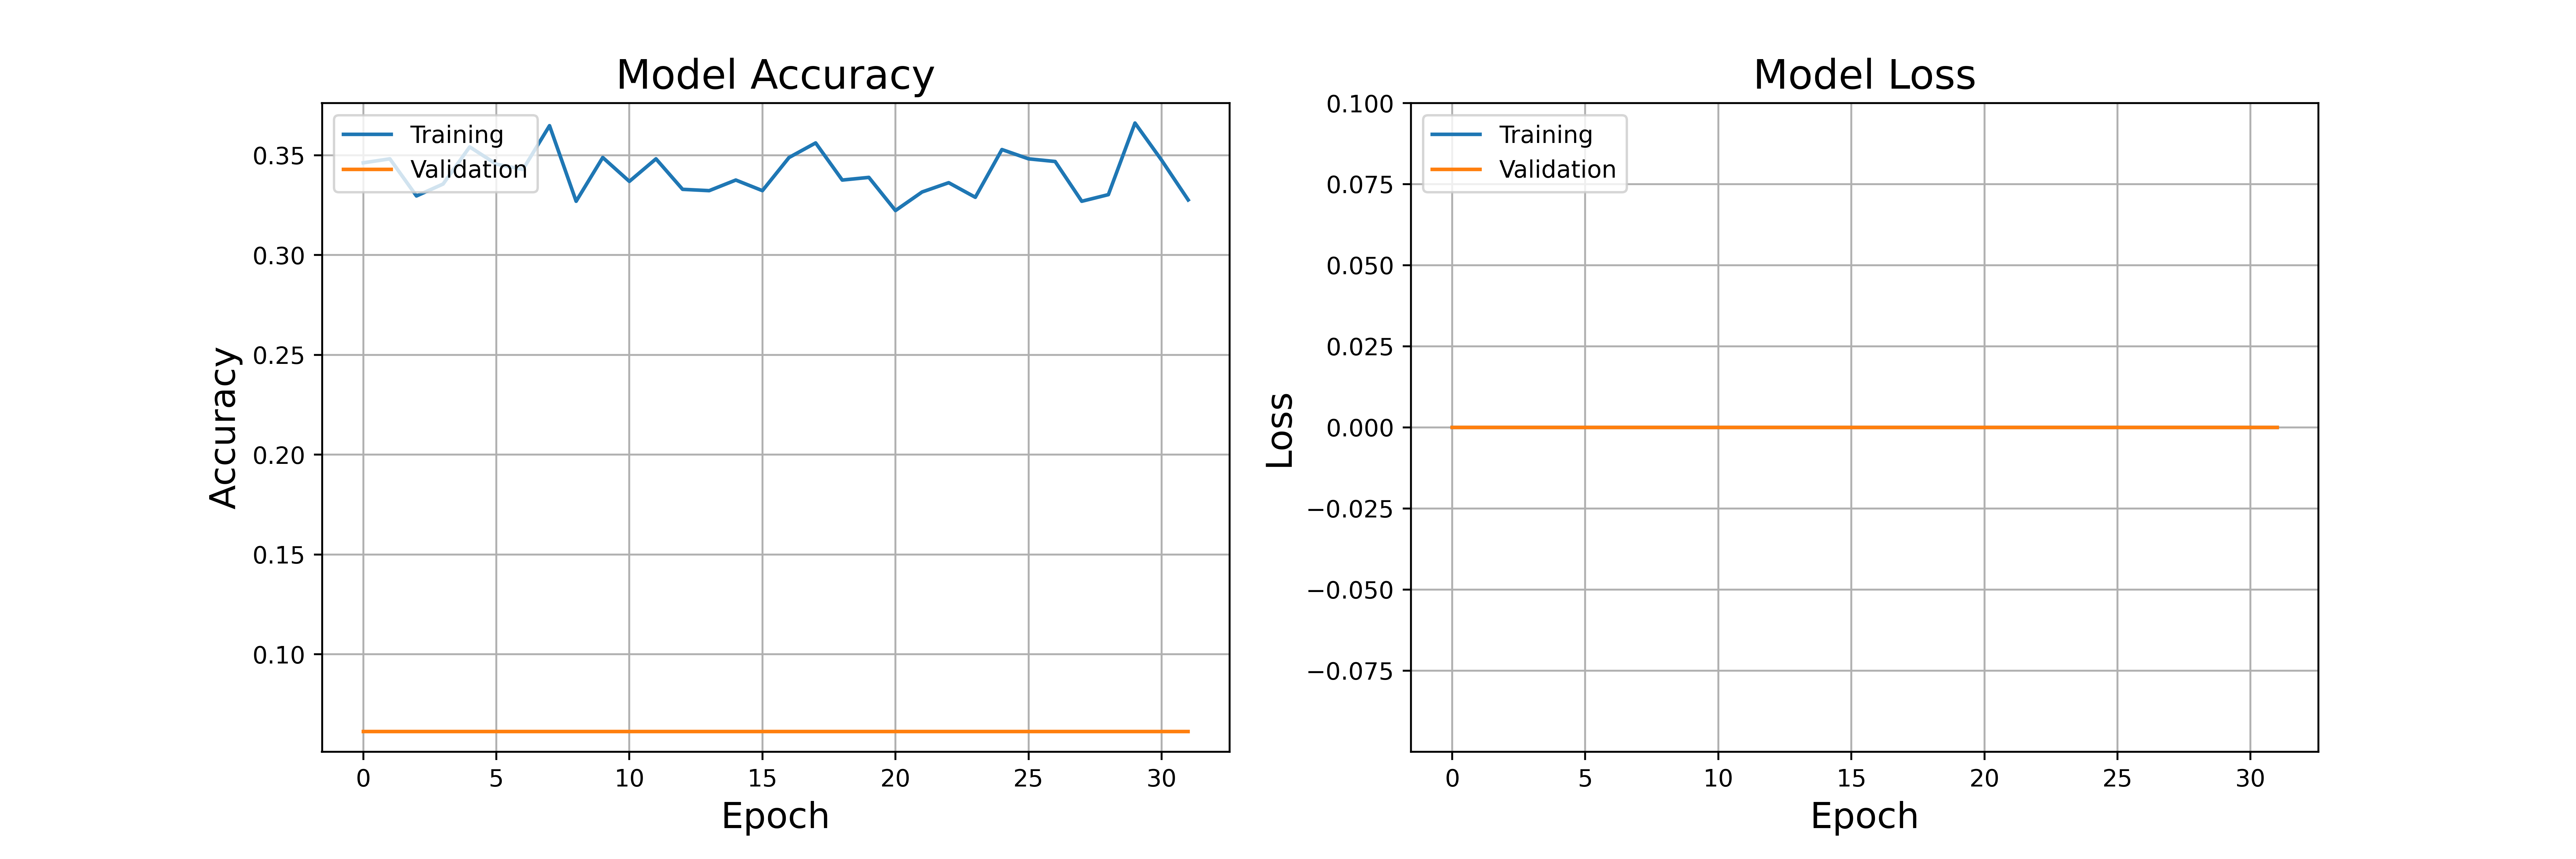 Model Accuracy
Training
Validation
0.35
0.30
0.25
0.20
0.15
0.10
Accuracy
0 5 10 15 20 25 30
Epoch
Model Loss
Training
Validation
0.100
0.075
0.050
0.025
0.000
−0.025
−0.050
−0.075
Loss
0 5 10 15 20 25 30
Epoch